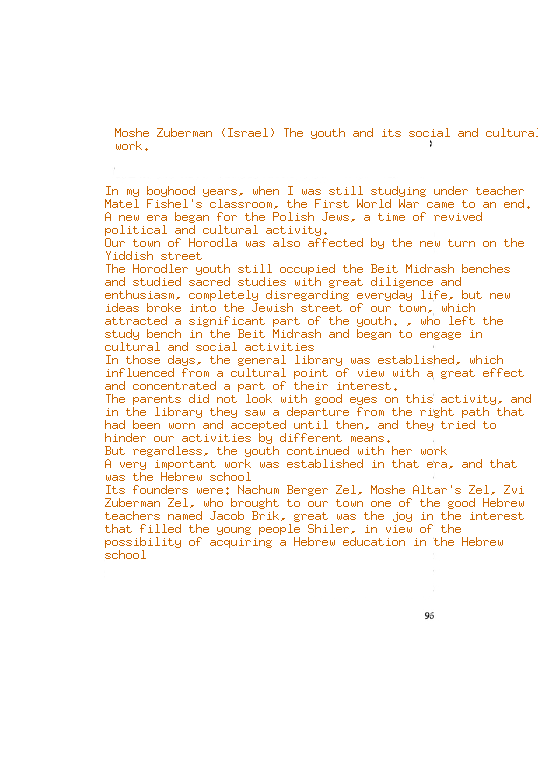 Moshe Zuberman (Israel) The youth and its social and cultural
work.
In my boyhood years, when I was still studying under teacher
Matel Fishel's classroom, the First World War came to an end.
A new era began for the Polish Jews, a time of revived
political and cultural activity.
Our town of Horodla was also affected by the new turn on the
Yiddish street
The Horodler youth still occupied the Beit Midrash benches
and studied sacred studies with great diligence and
enthusiasm, completely disregarding everyday life, but new
ideas broke into the Jewish street of our town, which
attracted a significant part of the youth. , who left the
study bench in the Beit Midrash and began to engage in
cultural and social activities
In those days, the general library was established, which
influenced from a cultural point of view with a great effect
and concentrated a part of their interest.
The parents did not look with good eyes on this activity, and
in the library they saw a departure from the right path that
had been worn and accepted until then, and they tried to
hinder our activities by different means.
But regardless, the youth continued with her work
A very important work was established in that era, and that
was the Hebrew school
Its founders were: Nachum Berger Zel, Moshe Altar's Zel, Zvi
Zuberman Zel, who brought to our town one of the good Hebrew
teachers named Jacob Brik, great was the joy in the interest
that filled the young people Shiler, in view of the
possibility of acquiring a Hebrew education in the Hebrew
school
96